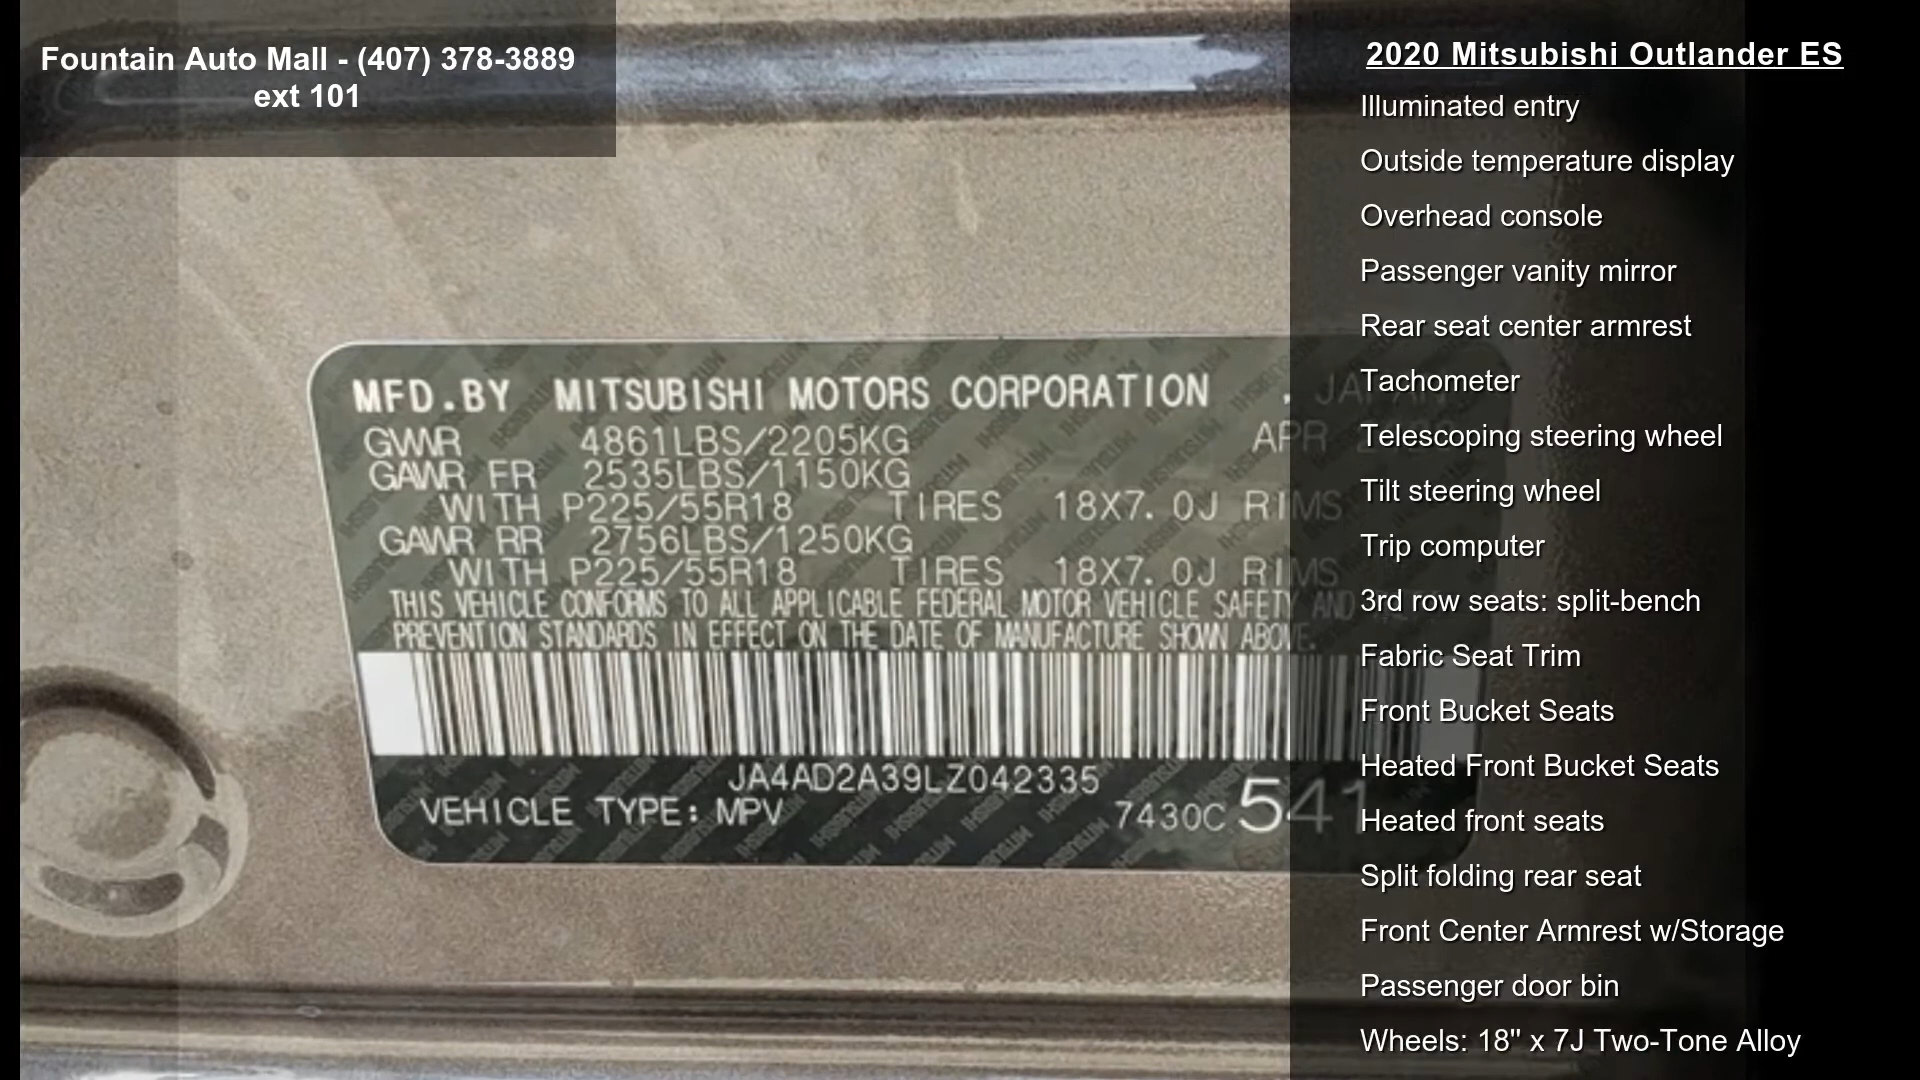 Fountain Auto Mall - (407) 378-3889
ext 101
MFD.BY MITSUBISHI MOTORS CORPORATION , JAPAN
GVWR 4861LBS/2205KG APR
GAWR FR 2535LBS/1150KG
WITH P225/55R18 TIRES 18X7.0J RIMS
GAWR RR 2756LBS/1250KG
WITH P225/55R18 TIRES 18X7.0J RIMS
THIS VEHICLE CONFORMS TO ALL APPLICABLE FEDERAL MOTOR VEHICLE SAFETY AND
PREVENTION STANDARDS IN EFFECT ON THE DATE OF MANUFACTURE SHOWN ABOVE.
JA4AD2A39LZ042335
VEHICLE TYPE: MPV 7430C 541
2020 Mitsubishi Outlander ES
Illuminated entry
Outside temperature display
Overhead console
Passenger vanity mirror
Rear seat center armrest
Tachometer
Telescoping steering wheel
Tilt steering wheel
Trip computer
3rd row seats: split-bench
Fabric Seat Trim
Front Bucket Seats
Heated Front Bucket Seats
Heated front seats
Split folding rear seat
Front Center Armrest w/Storage
Passenger door bin
Wheels: 18" x 7J Two-Tone Alloy